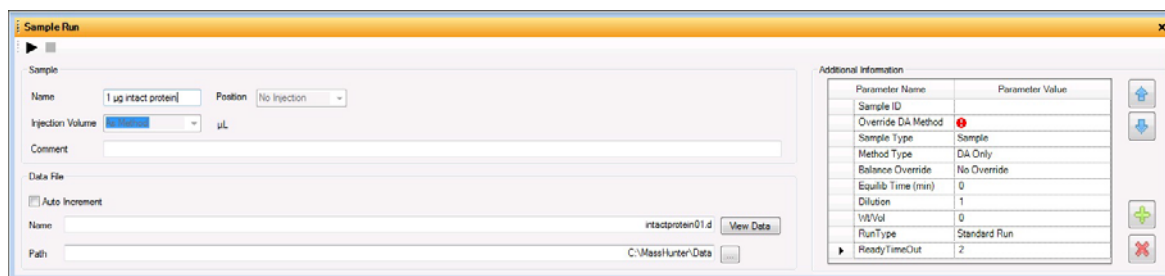 Sample Run
Sample
Name 1 µg intact protein Position No Injection
Injection Volume No Method µL
Comment
Data File
Auto Increment
Name intactprotein01.d View Data
Path C:\MassHunter\Data ...
Additional Information
Parameter Name Parameter Value
Sample ID
Override DA Method
Sample Type Sample
Method Type DA Only
Balance Override No Override
Equilib Time (min) 0
Dilution 1
Wt/Vol 0
RunType Standard Run
ReadyTimeOut 2